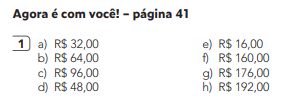 Agora é com você! – página 41
1 a) R$ 32,00
b) R$ 64,00
c) R$ 96,00
d) R$ 48,00
e) R$ 16,00
f) R$ 160,00
g) R$ 176,00
h) R$ 192,00